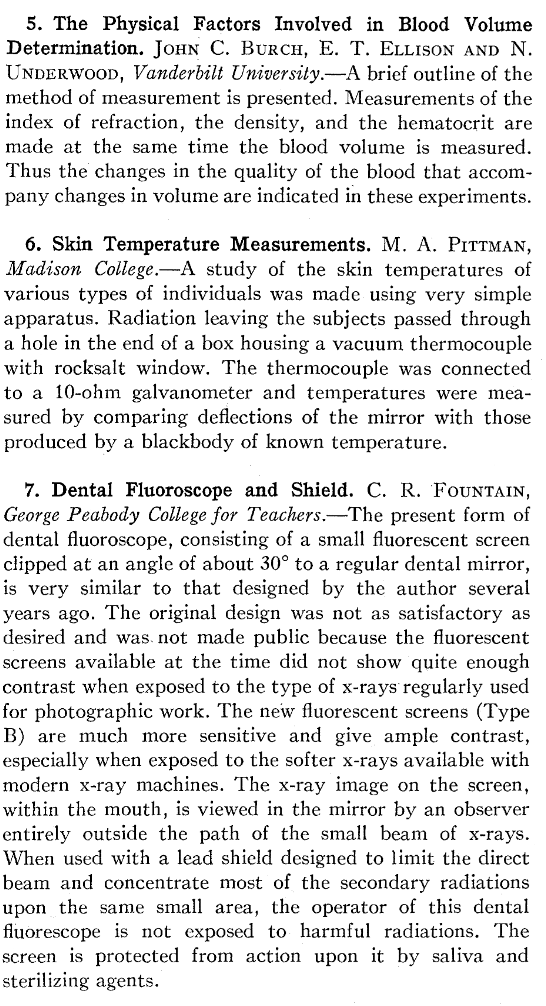 5. The Physical Factors Involved in Blood Volume
Determination. JOHN C. BURCH, E. T. ELLISON AND N.
UNDERWOOD, Vanderbilt University.—A brief outline of the
method of measurement is presented. Measurements of the
index of refraction, the density, and the hematocrit are
made at the same time the blood volume is measured.
Thus the changes in the quality of the blood that accom-
pany changes in volume are indicated in these experiments.
6. Skin Temperature Measurements. M. A. PITTMAN,
Madison College.—A study of the skin temperatures of
various types of individuals was made using very simple
apparatus. Radiation leaving the subjects passed through
a hole in the end of a box housing a vacuum thermocouple
with rocksalt window. The thermocouple was connected
to a 10-ohm galvanometer and temperatures were mea-
sured by comparing deflections of the mirror with those
produced by a blackbody of known temperature.
7. Dental Fluoroscope and Shield. C. R. FOUNTAIN,
George Peabody College for Teachers.—The present form of
dental fluoroscope, consisting of a small fluorescent screen
clipped at an angle of about 30° to a regular dental mirror,
is very similar to that designed by the author several
years ago. The original design was not as satisfactory as
desired and was not made public because the fluorescent
screens available at the time did not show quite enough
contrast when exposed to the type of x-rays regularly used
for photographic work. The new fluorescent screens (Type
B) are much more sensitive and give ample contrast,
especially when exposed to the softer x-rays available with
modern x-ray machines. The x-ray image on the screen,
within the mouth, is viewed in the mirror by an observer
entirely outside the path of the small beam of x-rays.
When used with a lead shield designed to limit the direct
beam and concentrate most of the secondary radiations
upon the same small area, the operator of this dental
fluorescope is not exposed to harmful radiations. The
screen is protected from action upon it by saliva and
sterilizing agents.